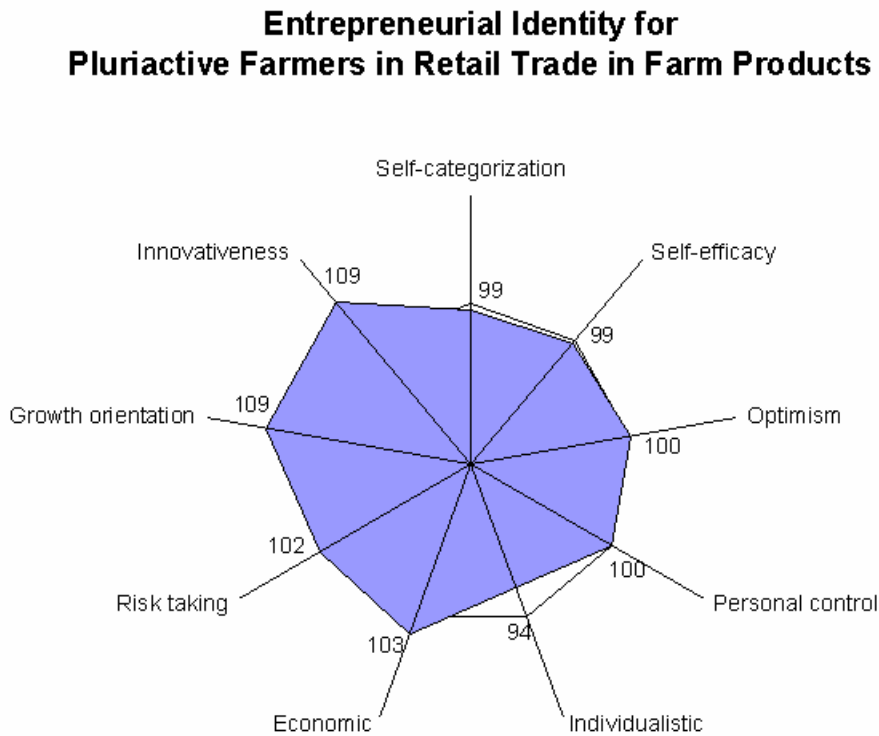 Entrepreneurial Identity for
Pluriactive Farmers in Retail Trade in Farm Products
Self-categorization
Innovativeness
Self-efficacy
109
99
99
Growth orientation
109
Optimism
100
102
100
Risk taking
Personal control
103
94
Economic
Individualistic